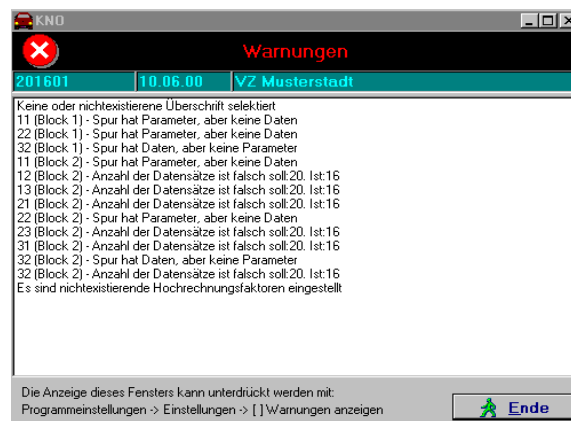 KNO
Warnungen
201601 10.06.00 VZ Musterstadt
Keine oder nichtexistierene Überschrift selektiert
11 (Block 1) - Spur hat Parameter, aber keine Daten
22 (Block 1) - Spur hat Parameter, aber keine Daten
32 (Block 1) - Spur hat Daten, aber keine Parameter
11 (Block 2) - Spur hat Parameter, aber keine Daten
12 (Block 2) - Anzahl der Datensätze ist falsch soll:20. Ist:16
13 (Block 2) - Anzahl der Datensätze ist falsch soll:20. Ist:16
21 (Block 2) - Anzahl der Datensätze ist falsch soll:20. Ist:16
22 (Block 2) - Spur hat Parameter, aber keine Daten
23 (Block 2) - Anzahl der Datensätze ist falsch soll:20. Ist:16
31 (Block 2) - Anzahl der Datensätze ist falsch soll:20. Ist:16
32 (Block 2) - Spur hat Daten, aber keine Parameter
32 (Block 2) - Anzahl der Datensätze ist falsch soll:20. Ist:16
Es sind nichtexistierende Hochrechnungsfaktoren eingestellt
Die Anzeige dieses Fensters kann unterdrückt werden mit:
Programmeinstellungen -> Einstellungen -> [ ] Warnungen anzeigen
Ende